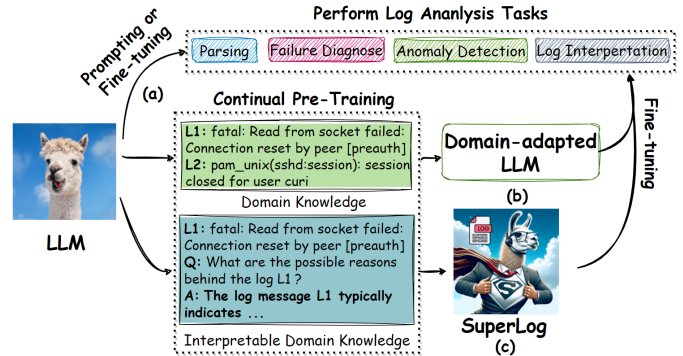 Perform Log Ananlysis Tasks
Parsing
Failure Diagnose
Anomaly Detection
Log Interpertation
Prompting or
Fine-tuning
(a)
Continual Pre-Training
L1: fatal: Read from socket failed:
Connection reset by peer [preauth]
L2: pam_unix(sshd:session): session
closed for user curi
Domain Knowledge
LLM
Domain-adapted
LLM
(b)
Fine-tuning
L1: fatal: Read from socket failed:
Connection reset by peer [preauth]
Q: What are the possible reasons
behind the log L1 ?
A: The log message L1 typically
indicates ...
Interpretable Domain Knowledge
LOG
S
SuperLog
(c)